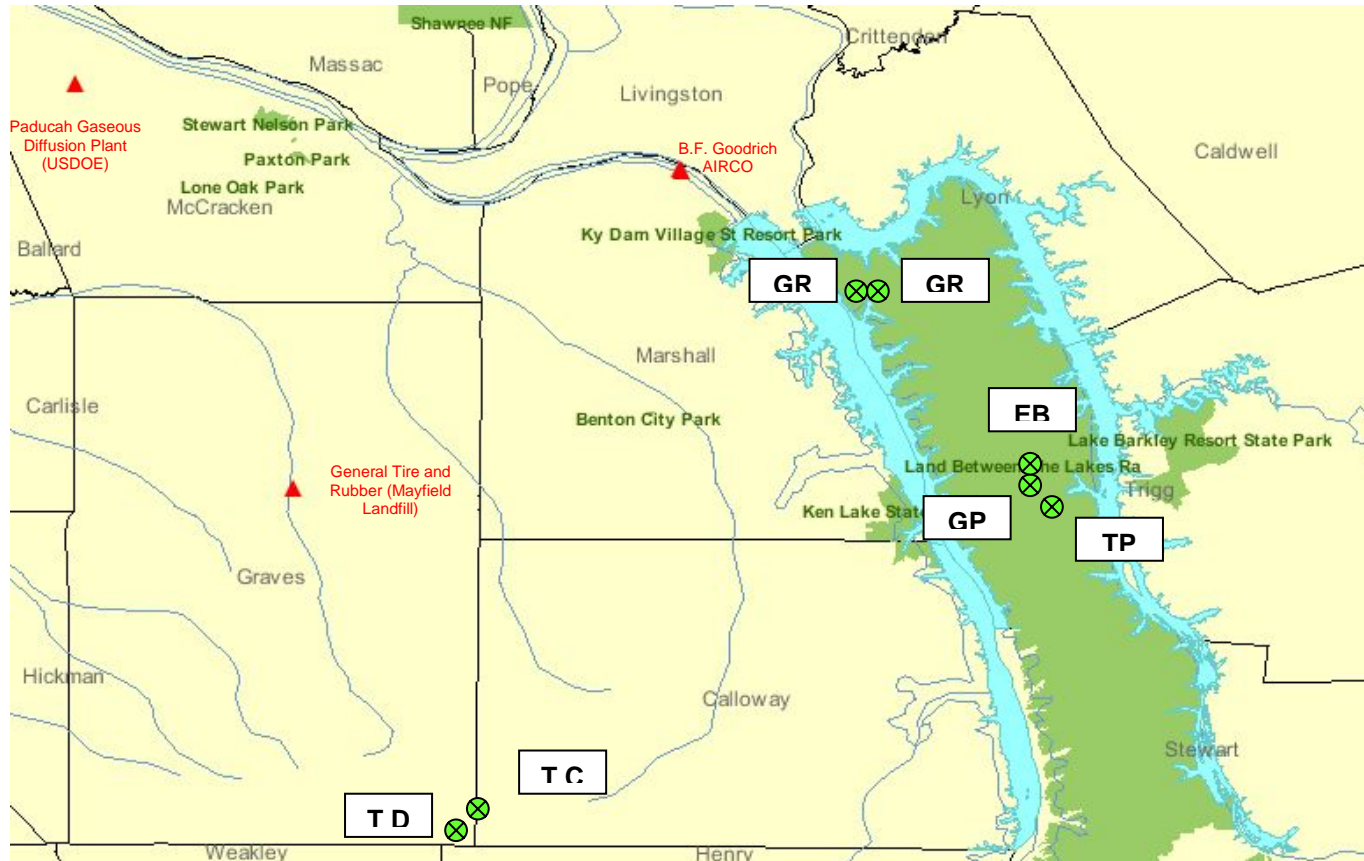 Shawnee NF
Crittenden
Massac
Pope
Livingston
Paducah Gaseous
Diffusion Plant
(USDOE)
Stewart Nelson Park
Paxton Park
Lone Oak Park
McCracken
B.F. Goodrich
AIRCO
Caldwell
Lyon
Ballard
Ky Dam Village St Resort Park
GR
GR
Marshall
Carlisle
Benton City Park
Lake Barkley Resort State Park
Land Between The Lakes Ra
Trigg
General Tire and
Rubber (Mayfield
Landfill)
Ken Lake State
GP
TP
Graves
Hickman
Calloway
Stewart
T C
T D
Weakley
Henry